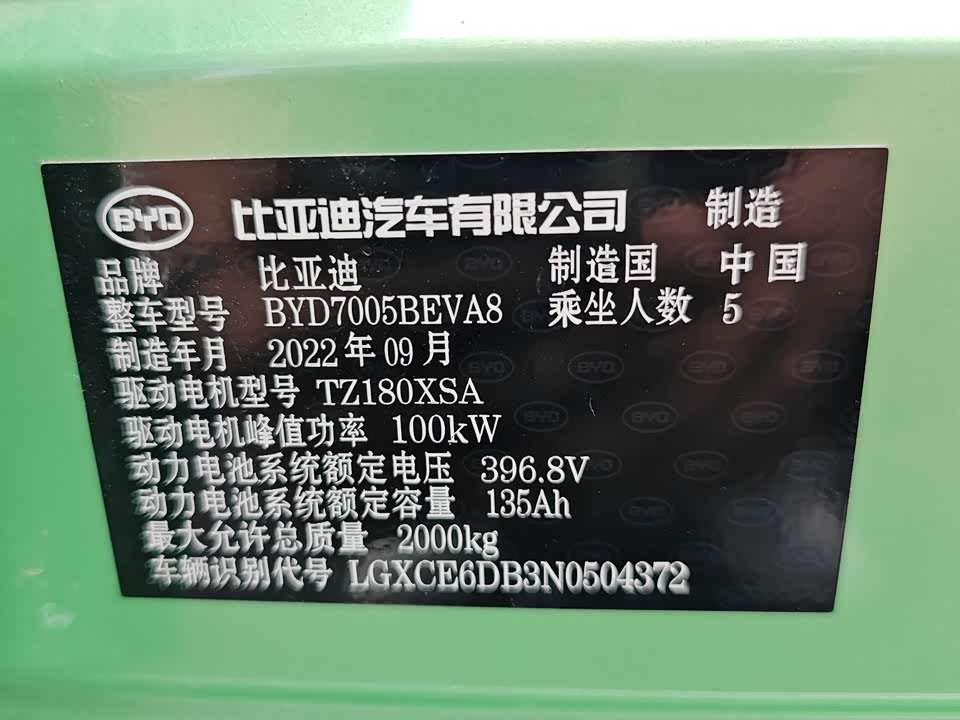 BYD 比亚迪汽车有限公司 制造
品牌 比亚迪 制造国 中国
整车型号 BYD7005BEVA8 乘坐人数 5
制造年月 2022年09月
驱动电机型号 TZ180XSA
驱动电机峰值功率 100kW
动力电池系统额定电压 396.8V
动力电池系统额定容量 135Ah
最大允许总质量 2000kg
车辆识别代号 LGXCE6DB3N0504372